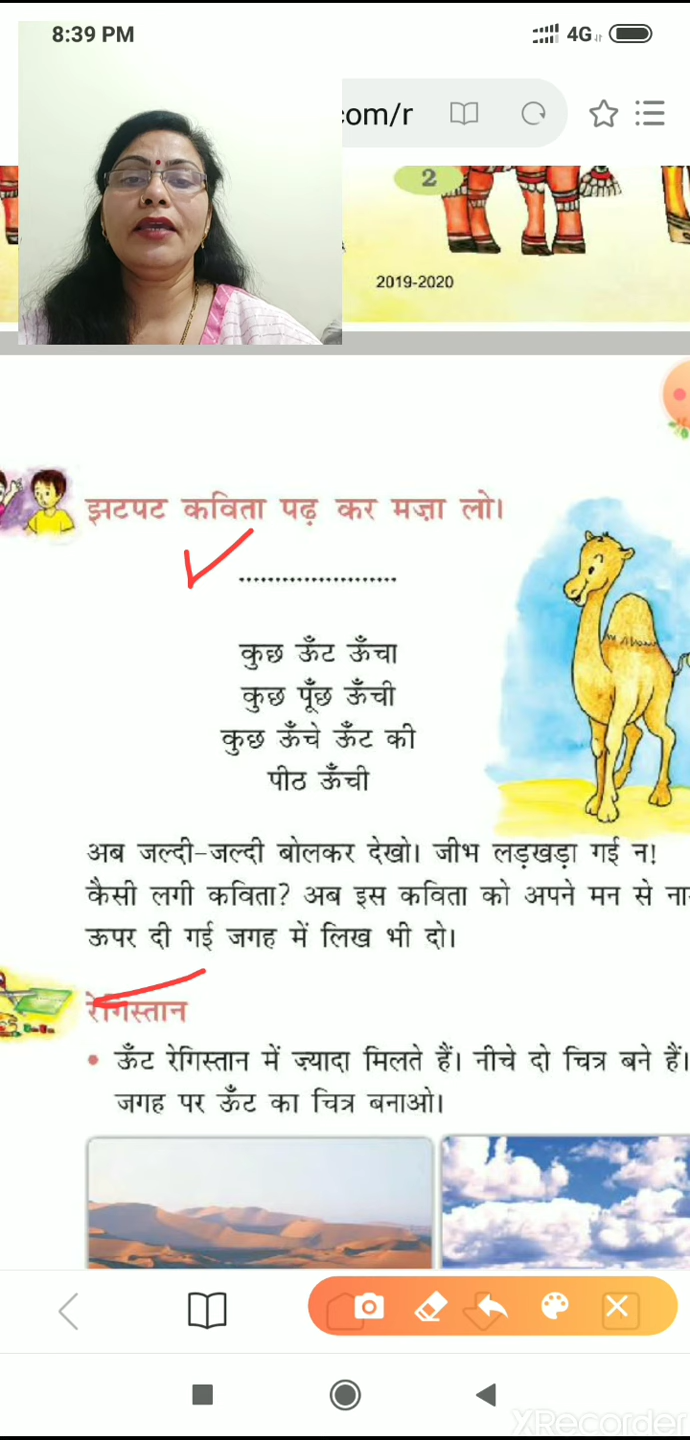 8:39 PM
4G
com/r
2
2019-2020
झटपट कविता पढ़ कर मज़ा लो।
......................
कुछ ऊँट ऊँचा
कुछ पूँछ ऊँची
कुछ ऊँचे ऊँट की
पीठ ऊँची
अब जल्दी-जल्दी बोलकर देखो। जीभ लड़खड़ा गई न!
कैसी लगी कविता? अब इस कविता को अपने मन से ना
ऊपर दी गई जगह में लिख भी दो।
रेगिस्तान
• ऊँट रेगिस्तान में ज़्यादा मिलते हैं। नीचे दो चित्र बने हैं।
जगह पर ऊँट का चित्र बनाओ।
XRecorder